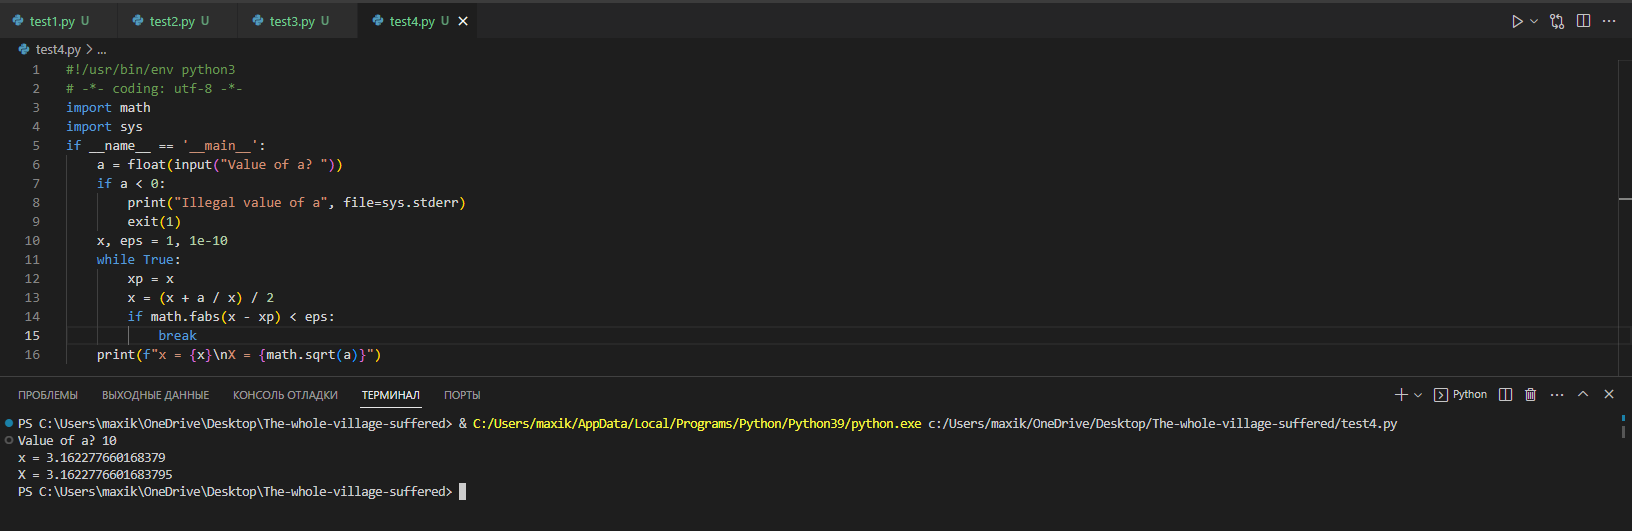 test1.py U test2.py U test3.py U test4.py U
test4.py > ...
1 #!/usr/bin/env python3
2 # -*- coding: utf-8 -*-
3 import math
4 import sys
5 if __name__ == '__main__':
6 a = float(input("Value of a? "))
7 if a < 0:
8 print("Illegal value of a", file=sys.stderr)
9 exit(1)
10 x, eps = 1, 1e-10
11 while True:
12 xp = x
13 x = (x + a / x) / 2
14 if math.fabs(x - xp) < eps:
15 break
16 print(f"x = {x}\nX = {math.sqrt(a)}")
ПРОБЛЕМЫ ВЫХОДНЫЕ ДАННЫЕ КОНСОЛЬ ОТЛАДКИ ТЕРМИНАЛ ПОРТЫ Python
PS C:\Users\maxik\OneDrive\Desktop\The-whole-village-suffered> & C:/Users/maxik/AppData/Local/Programs/Python/Python39/python.exe c:/Users/maxik/OneDrive/Desktop/The-whole-village-suffered/test4.py
Value of a? 10
x = 3.162277660168379
X = 3.1622776601683795
PS C:\Users\maxik\OneDrive\Desktop\The-whole-village-suffered>